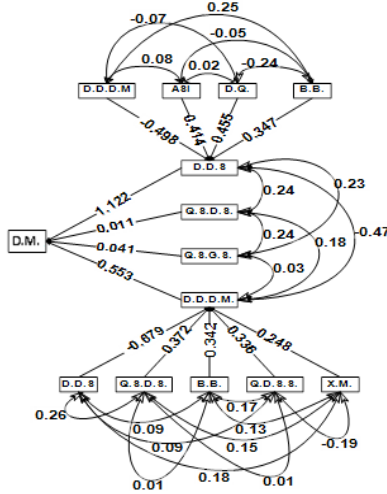 -0.07 0.25
-0.05
0.08 0.02 -0.24
D.D.D.M A8I D.Q. B.B.
-0.498 0.414 0.455 0.347
D.D.8
1.122 0.24 0.23
Q.8.D.8.
0.011
D.M. 0.24 0.18 -0.47
0.041 Q.8.G.8.
0.553 0.03
D.D.D.M.
-0.679 0.372 0.342 0.336 0.248
D.D.8 Q.8.D.8. B.B. Q.D.8.8. X.M.
0.26 0.17
0.09 0.13
0.09 0.15 -0.19
0.18
0.01 0.01